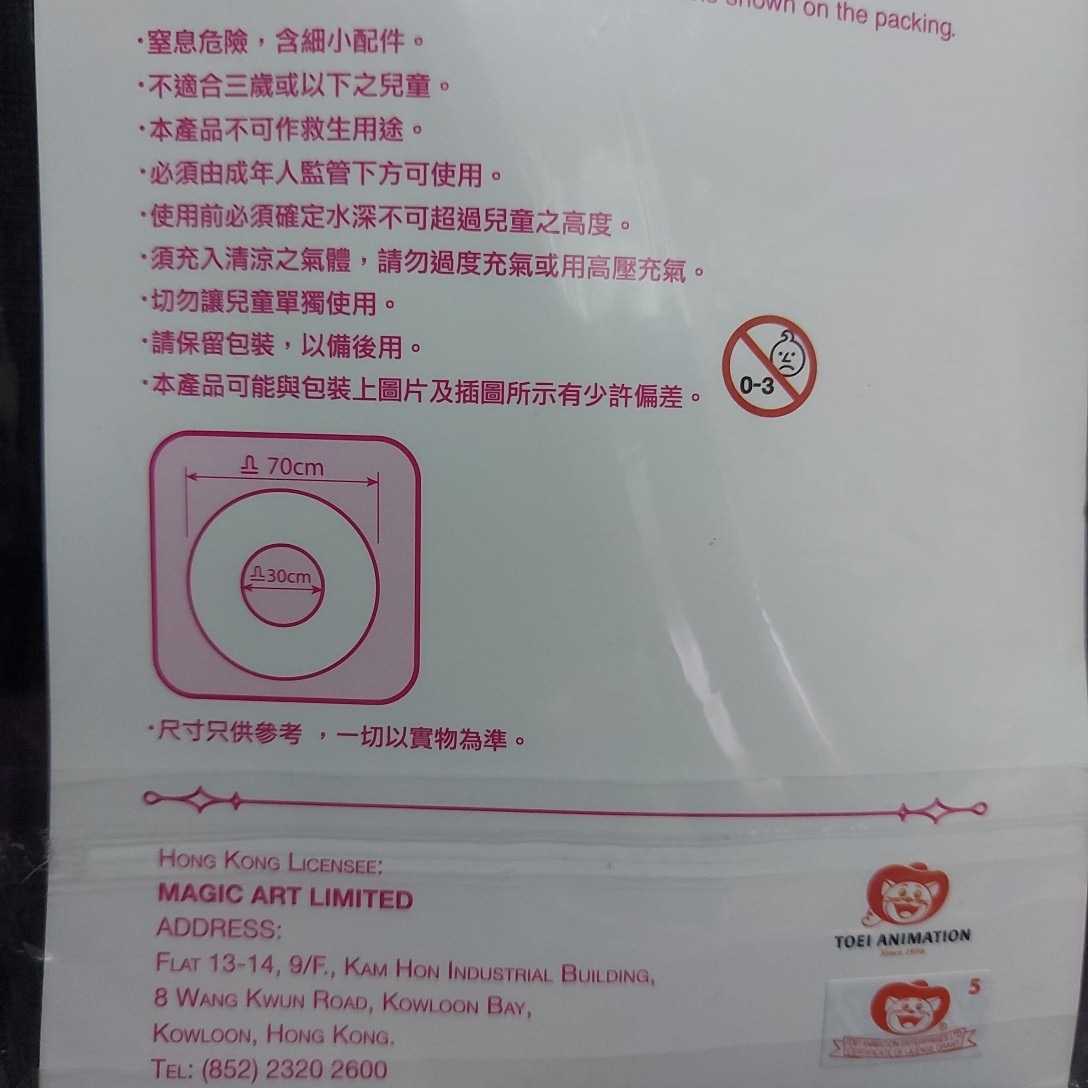 shown on the packing.
·窒息危險，含細小配件。
·不適合三歲或以下之兒童。
·本產品不可作救生用途。
·必須由成年人監管下方可使用。
·使用前必須確定水深不可超過兒童之高度。
·須充入清涼之氣體，請勿過度充氣或用高壓充氣。
·切勿讓兒童單獨使用。
·請保留包裝，以備後用。
·本產品可能與包裝上圖片及插圖所示有少許偏差。
0-3
70cm
30cm
·尺寸只供參考，一切以實物為準。
HONG KONG LICENSEE:
MAGIC ART LIMITED
ADDRESS:
FLAT 13-14, 9/F., KAM HON INDUSTRIAL BUILDING,
8 WANG KWUN ROAD, KOWLOON BAY,
KOWLOON, HONG KONG.
TEL: (852) 2320 2600
TOEI ANIMATION
5